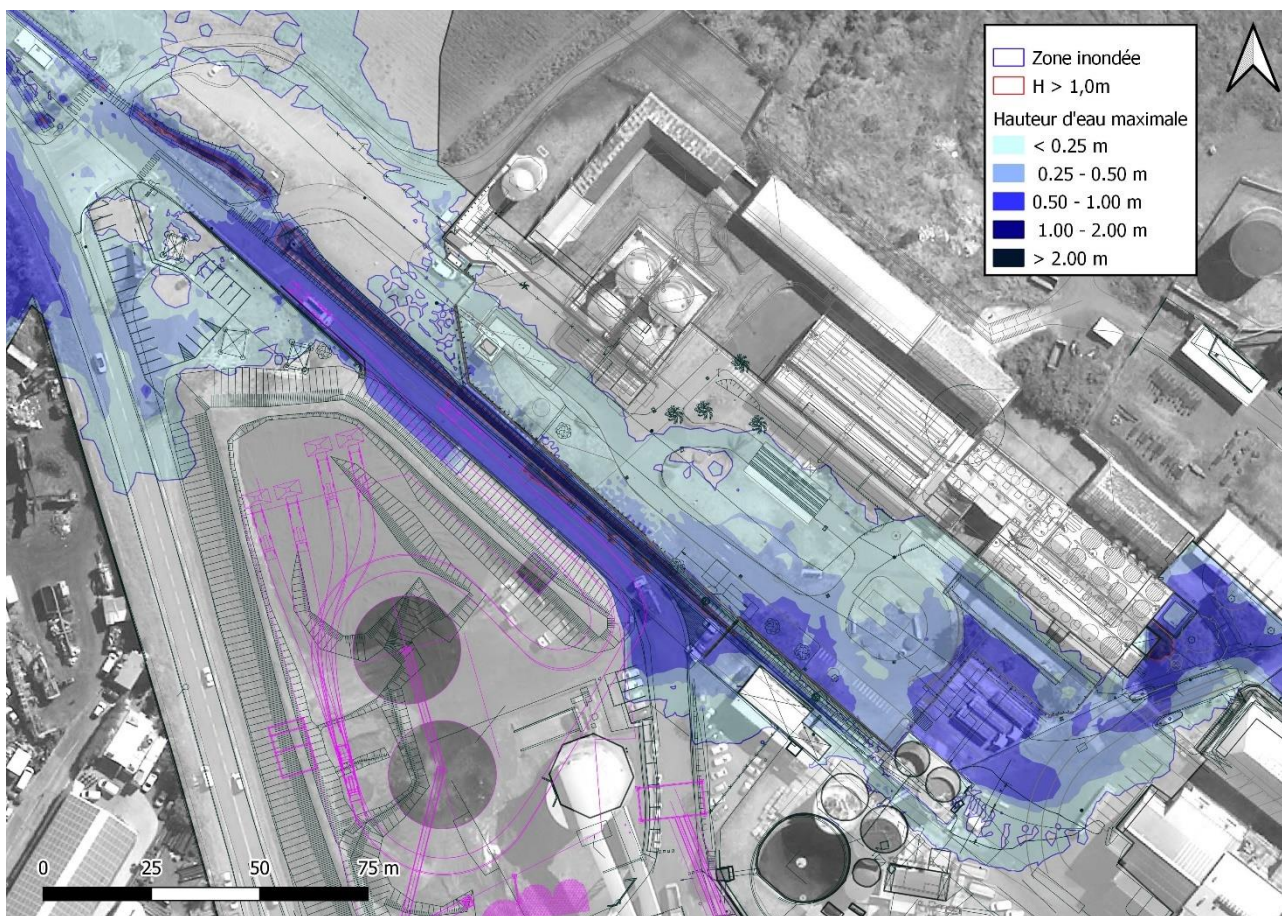 Zone inondée
H > 1,0m
Hauteur d'eau maximale
< 0.25 m
0.25 - 0.50 m
0.50 - 1.00 m
1.00 - 2.00 m
> 2.00 m
0 25 50 75 m